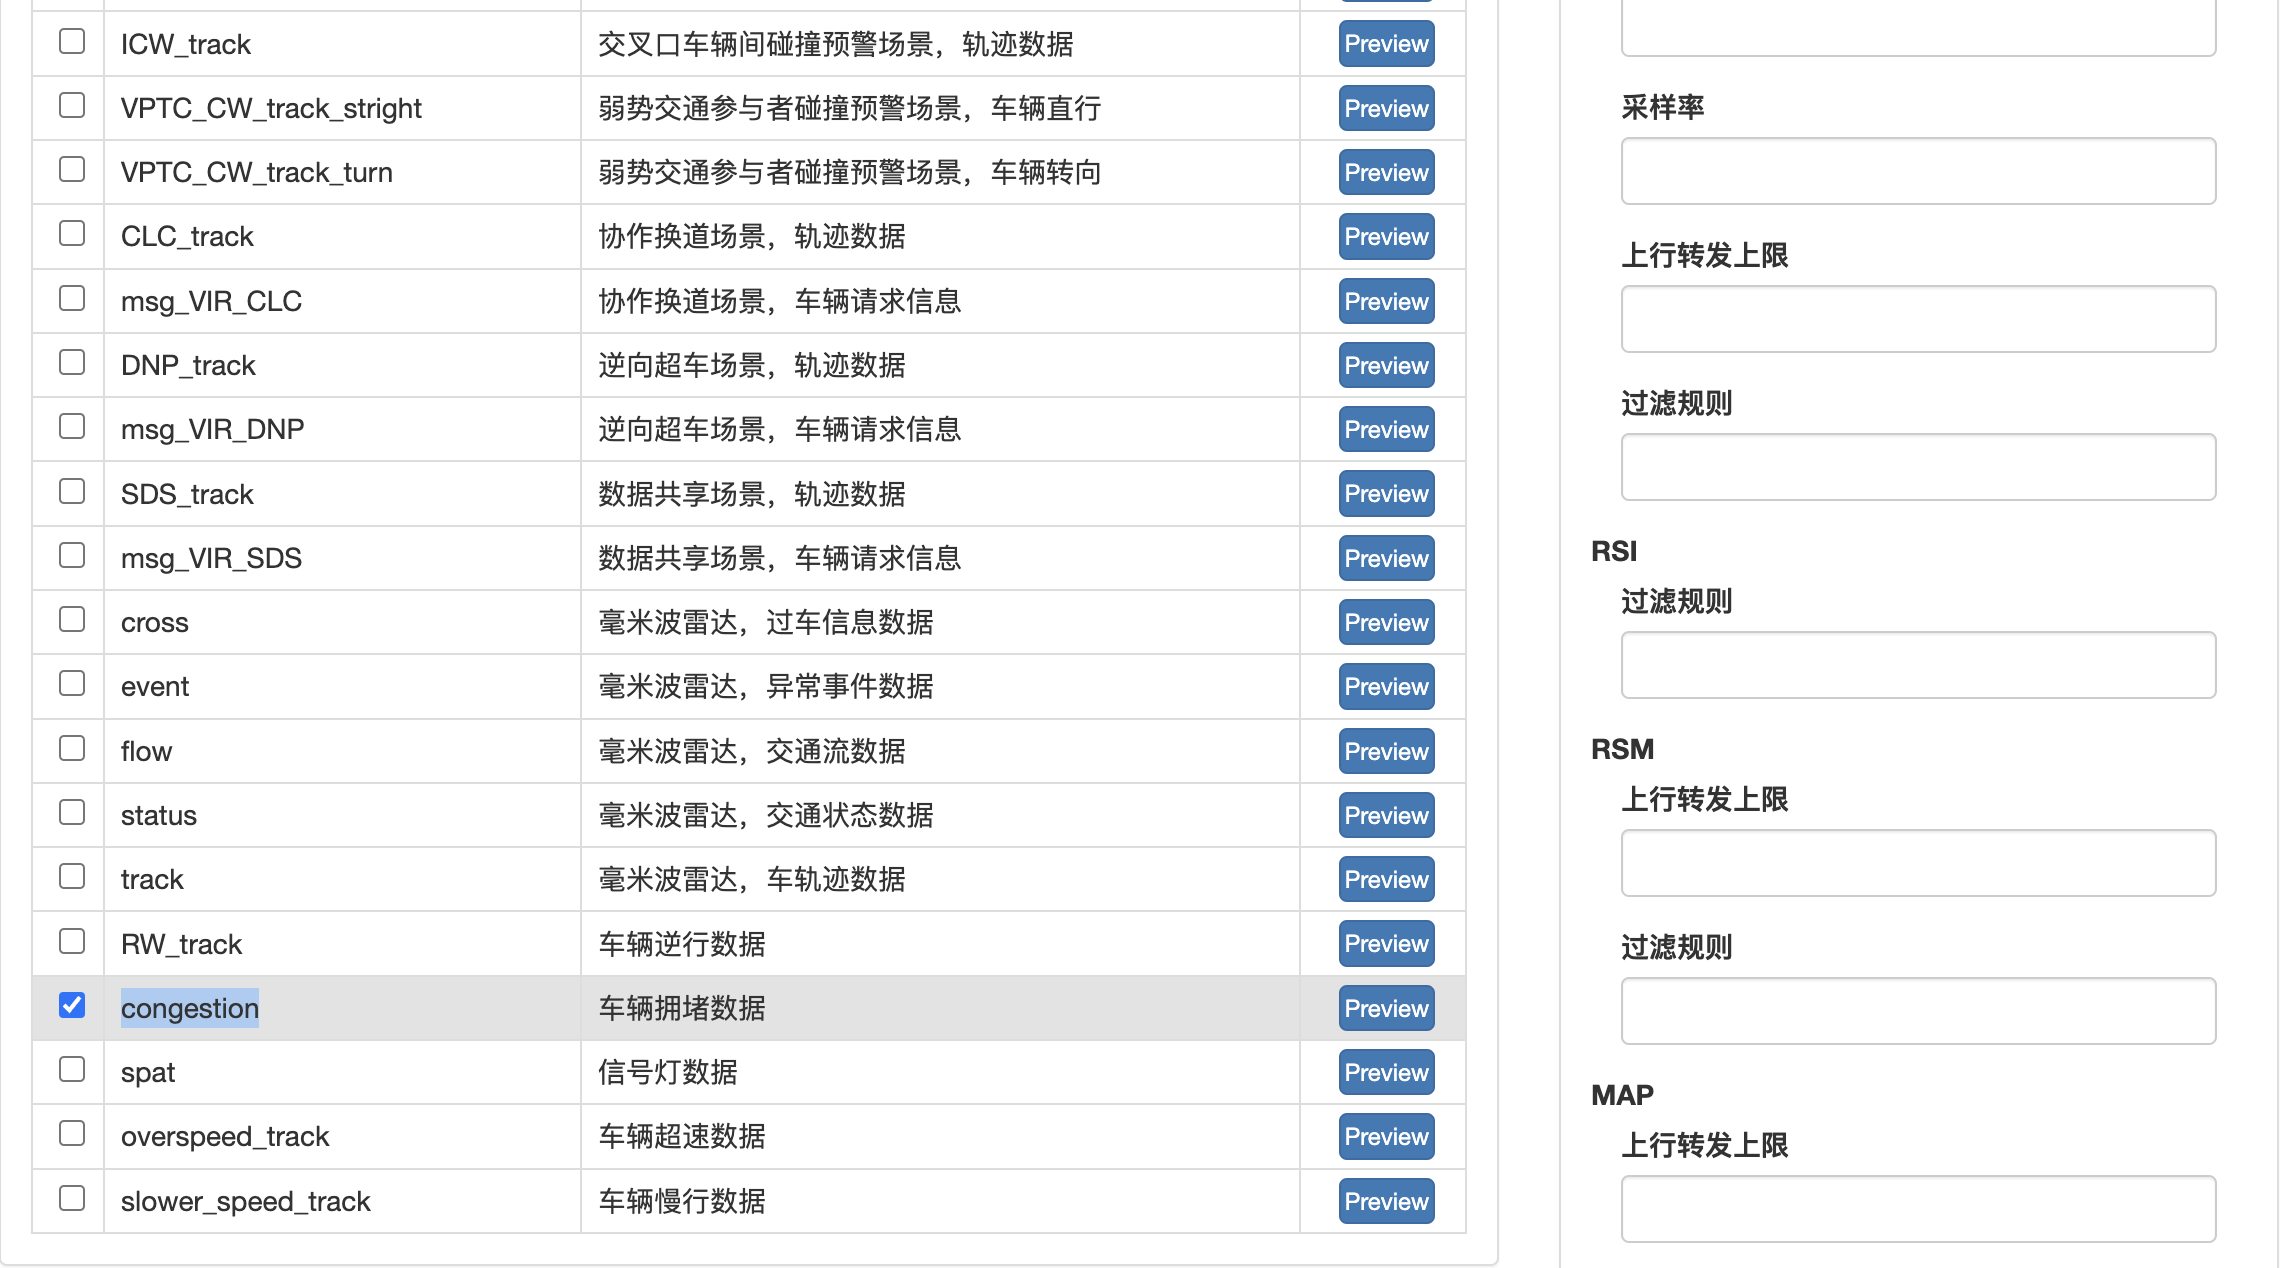 ICW_track 交叉口车辆间碰撞预警场景，轨迹数据 Preview
VPTC_CW_track_stright 弱势交通参与者碰撞预警场景，车辆直行 Preview
VPTC_CW_track_turn 弱势交通参与者碰撞预警场景，车辆转向 Preview
CLC_track 协作换道场景，轨迹数据 Preview
msg_VIR_CLC 协作换道场景，车辆请求信息 Preview
DNP_track 逆向超车场景，轨迹数据 Preview
msg_VIR_DNP 逆向超车场景，车辆请求信息 Preview
SDS_track 数据共享场景，轨迹数据 Preview
msg_VIR_SDS 数据共享场景，车辆请求信息 Preview
cross 毫米波雷达，过车信息数据 Preview
event 毫米波雷达，异常事件数据 Preview
flow 毫米波雷达，交通流数据 Preview
status 毫米波雷达，交通状态数据 Preview
track 毫米波雷达，车轨迹数据 Preview
RW_track 车辆逆行数据 Preview
congestion 车辆拥堵数据 Preview
spat 信号灯数据 Preview
overspeed_track 车辆超速数据 Preview
slower_speed_track 车辆慢行数据 Preview
采样率
上行转发上限
过滤规则
RSI
过滤规则
RSM
上行转发上限
过滤规则
MAP
上行转发上限